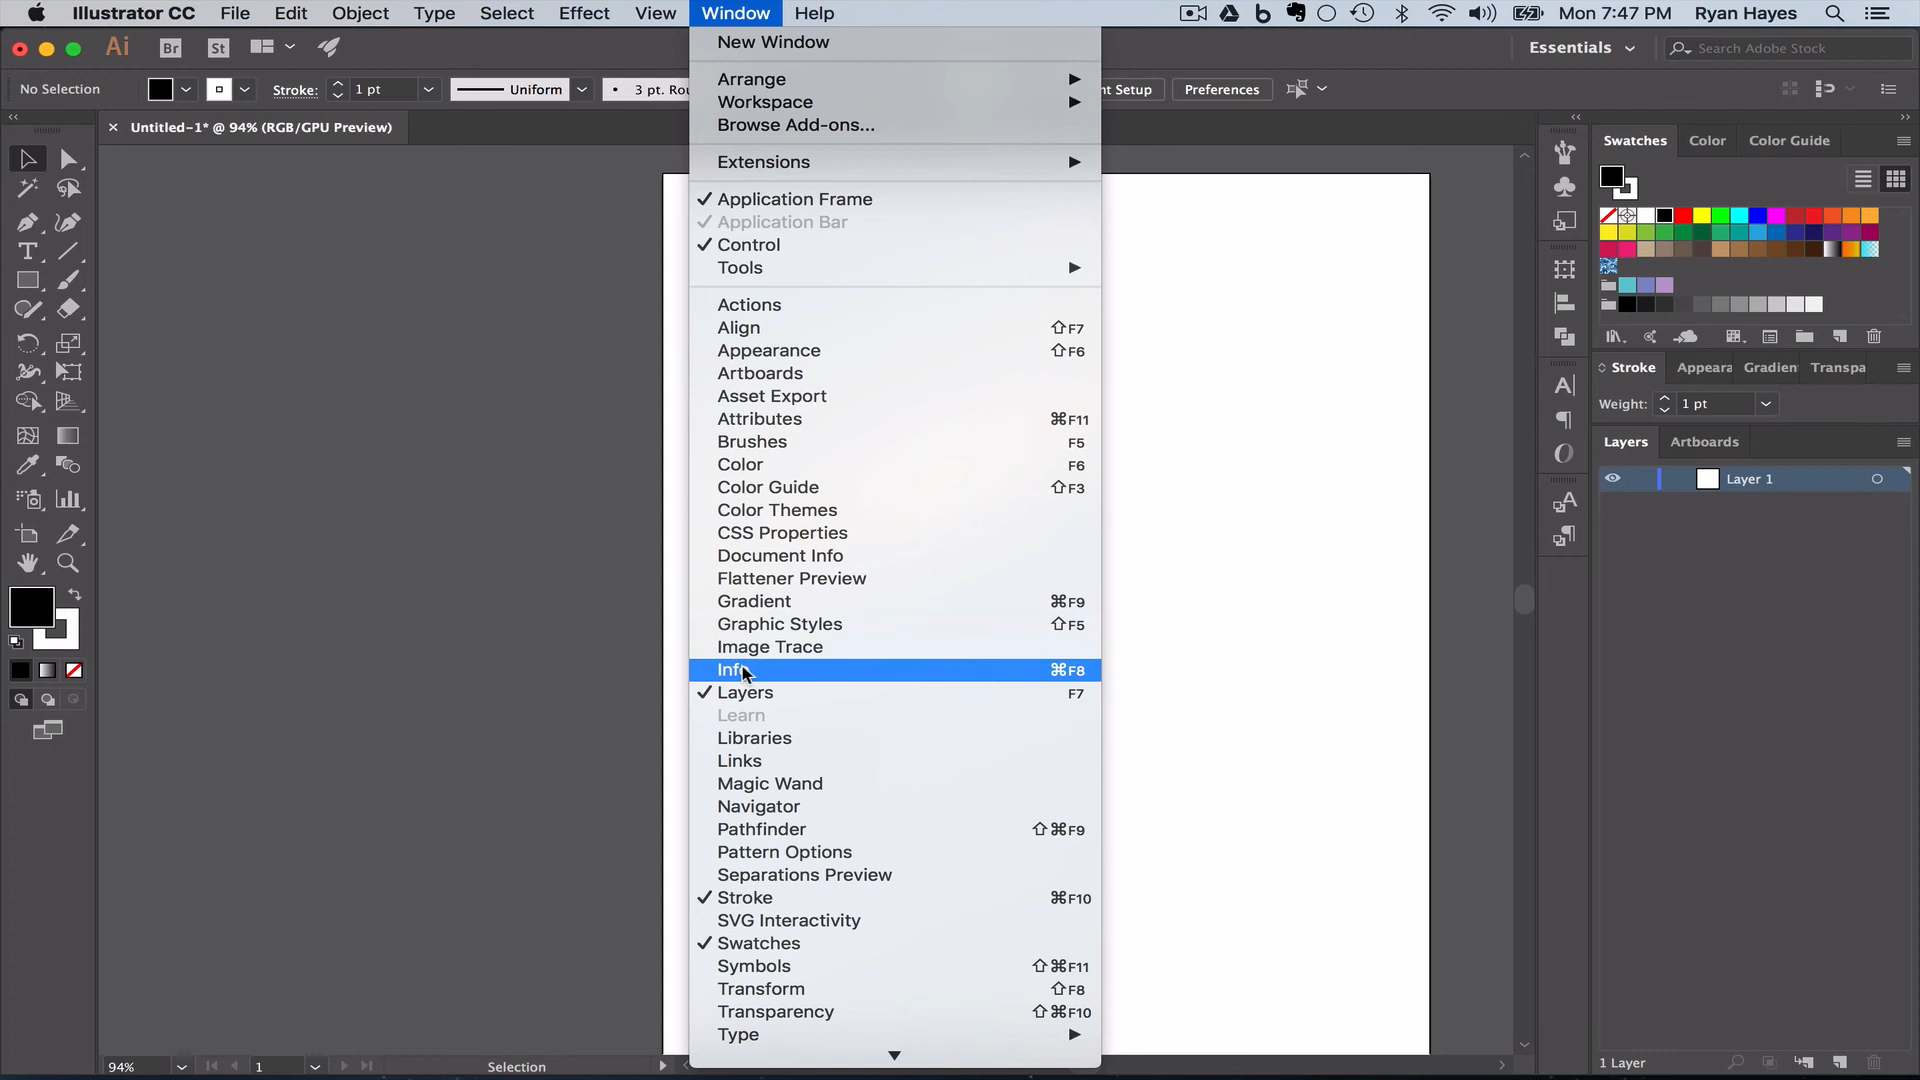 Illustrator CC File Edit Object Type Select Effect View Window Help Mon 7:47 PM Ryan Hayes
Ai Br St Essentials Search Adobe Stock
No Selection Stroke: 1 pt Uniform 3 pt. Rou nt Setup Preferences
Untitled-1* @ 94% (RGB/GPU Preview)
New Window
Arrange
Workspace
Browse Add-ons...
Extensions
Application Frame
Application Bar
Control
Tools
Actions
Align ⇧F7
Appearance ⇧F6
Artboards
Asset Export
Attributes ⌘F11
Brushes F5
Color F6
Color Guide ⇧F3
Color Themes
CSS Properties
Document Info
Flattener Preview
Gradient ⌘F9
Graphic Styles ⇧F5
Image Trace
Info ⌘F8
Layers F7
Learn
Libraries
Links
Magic Wand
Navigator
Pathfinder ⇧⌘F9
Pattern Options
Separations Preview
Stroke ⌘F10
SVG Interactivity
Swatches
Symbols ⇧⌘F11
Transform ⇧F8
Transparency ⇧⌘F10
Type
Swatches Color Color Guide
Stroke Appeara Gradien Transpa
Weight: 1 pt
Layers Artboards
Layer 1
1 Layer
94% 1 Selection